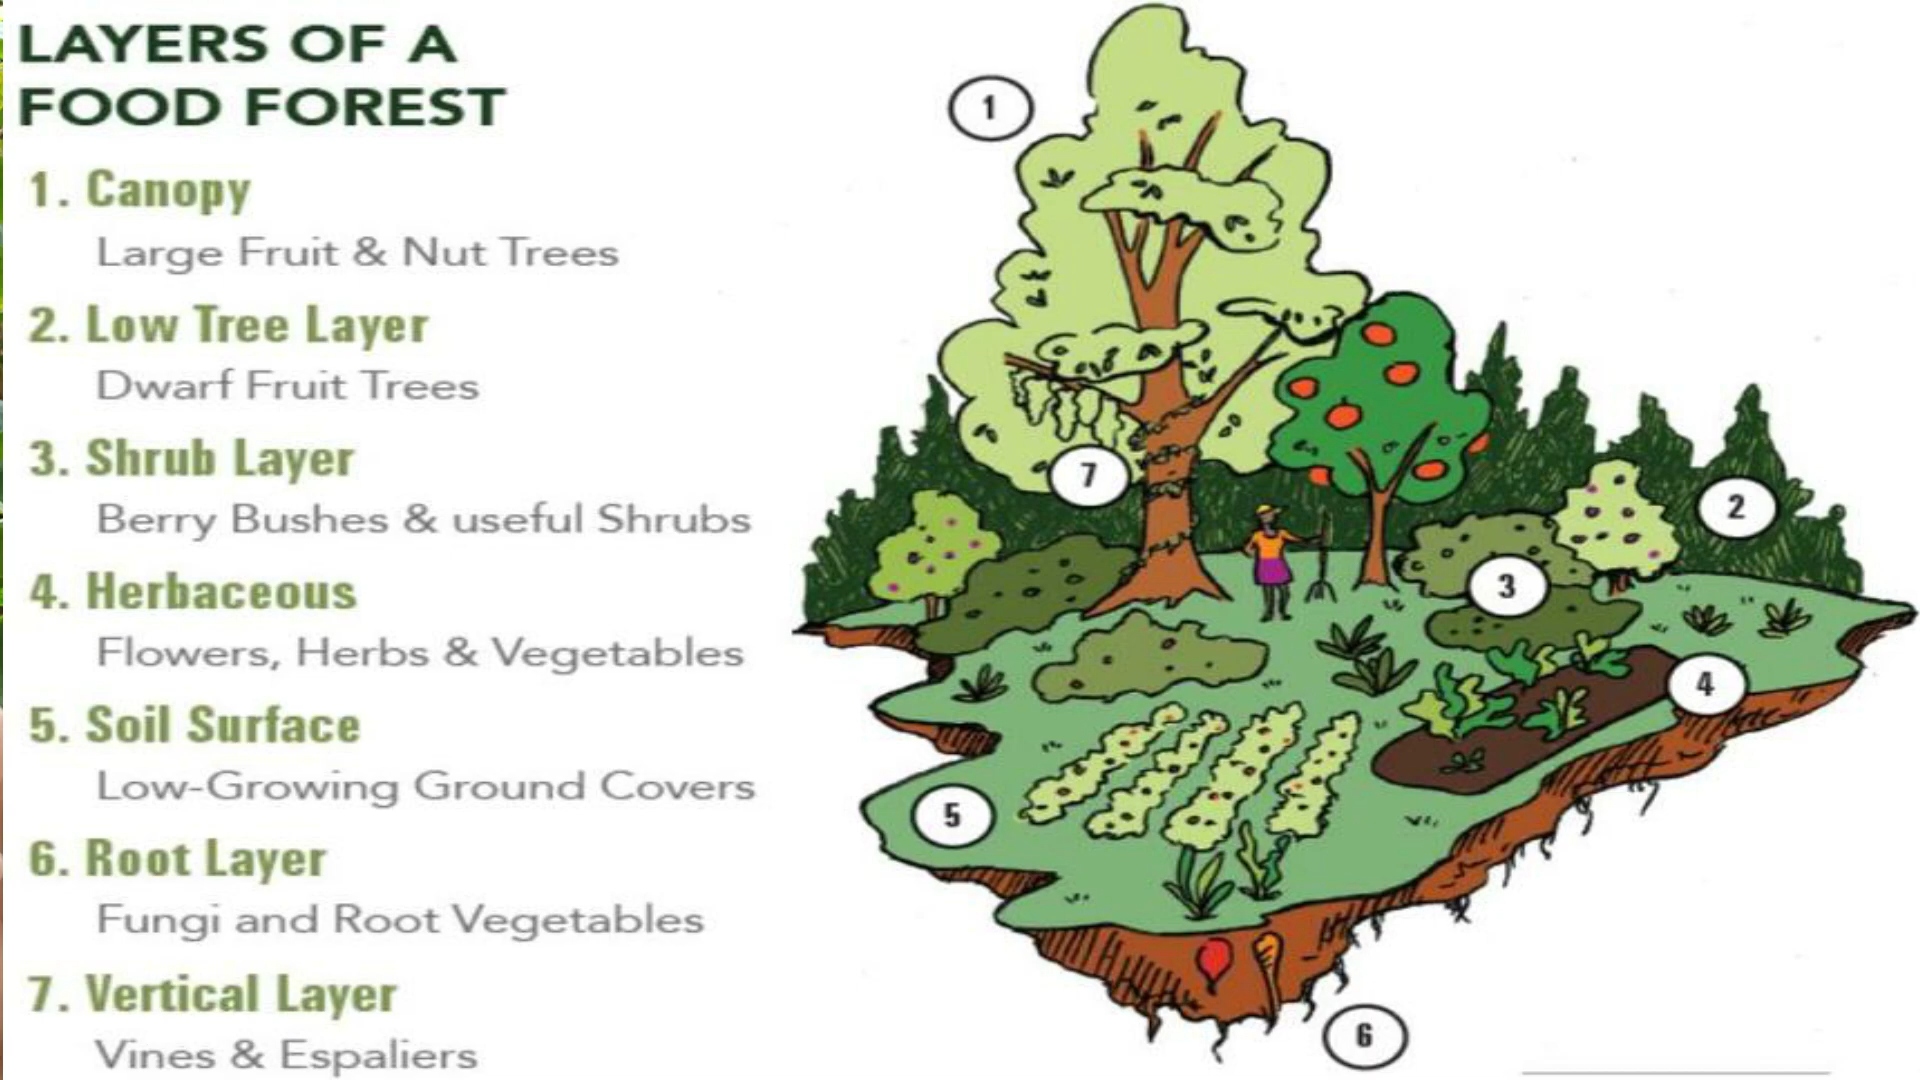 LAYERS OF A
FOOD FOREST
1. Canopy
Large Fruit & Nut Trees
2. Low Tree Layer
Dwarf Fruit Trees
3. Shrub Layer
Berry Bushes & useful Shrubs
4. Herbaceous
Flowers, Herbs & Vegetables
5. Soil Surface
Low-Growing Ground Covers
6. Root Layer
Fungi and Root Vegetables
7. Vertical Layer
Vines & Espaliers
1
7
2
3
4
5
6